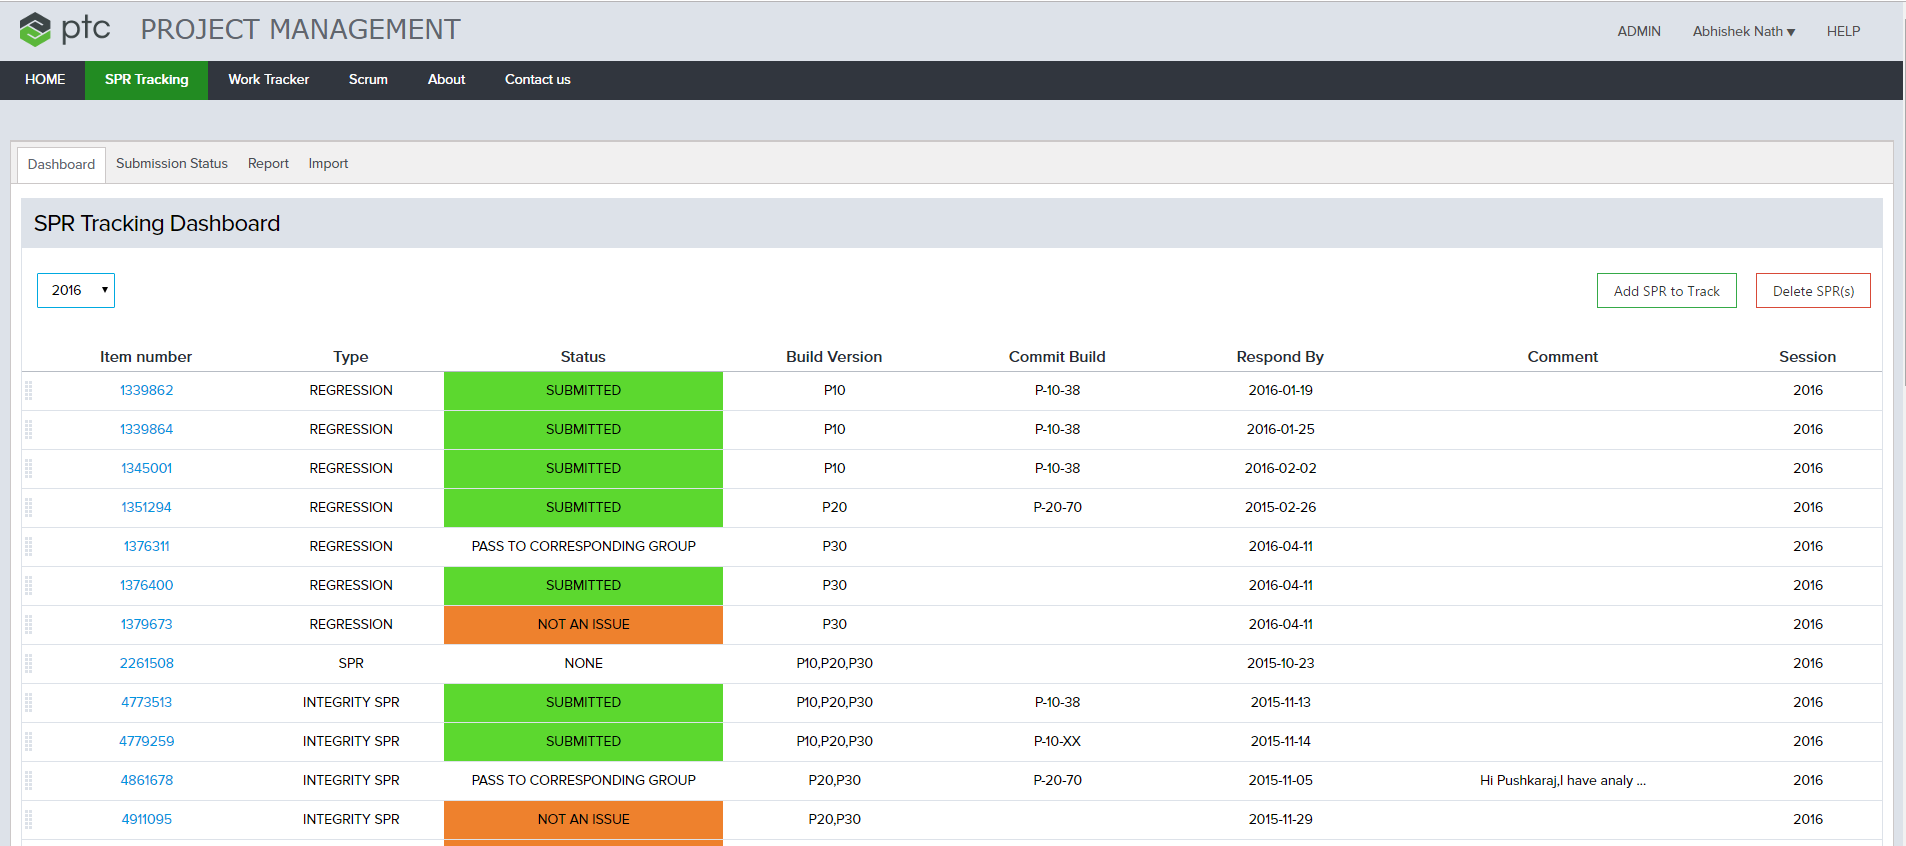 ptc PROJECT MANAGEMENT ADMIN Abhishek Nath ▼ HELP
HOME SPR Tracking Work Tracker Scrum About Contact us
Dashboard Submission Status Report Import
SPR Tracking Dashboard
2016 ▼ Add SPR to Track Delete SPR(s)
Item number Type Status Build Version Commit Build Respond By Comment Session
1339862 REGRESSION SUBMITTED P10 P-10-38 2016-01-19 2016
1339864 REGRESSION SUBMITTED P10 P-10-38 2016-01-25 2016
1345001 REGRESSION SUBMITTED P10 P-10-38 2016-02-02 2016
1351294 REGRESSION SUBMITTED P20 P-20-70 2015-02-26 2016
1376311 REGRESSION PASS TO CORRESPONDING GROUP P30 2016-04-11 2016
1376400 REGRESSION SUBMITTED P30 2016-04-11 2016
1379673 REGRESSION NOT AN ISSUE P30 2016-04-11 2016
2261508 SPR NONE P10,P20,P30 2015-10-23 2016
4773513 INTEGRITY SPR SUBMITTED P10,P20,P30 P-10-38 2015-11-13 2016
4779259 INTEGRITY SPR SUBMITTED P10,P20,P30 P-10-XX 2015-11-14 2016
4861678 INTEGRITY SPR PASS TO CORRESPONDING GROUP P20,P30 P-20-70 2015-11-05 Hi Pushkaraj,I have analy ... 2016
4911095 INTEGRITY SPR NOT AN ISSUE P20,P30 2015-11-29 2016